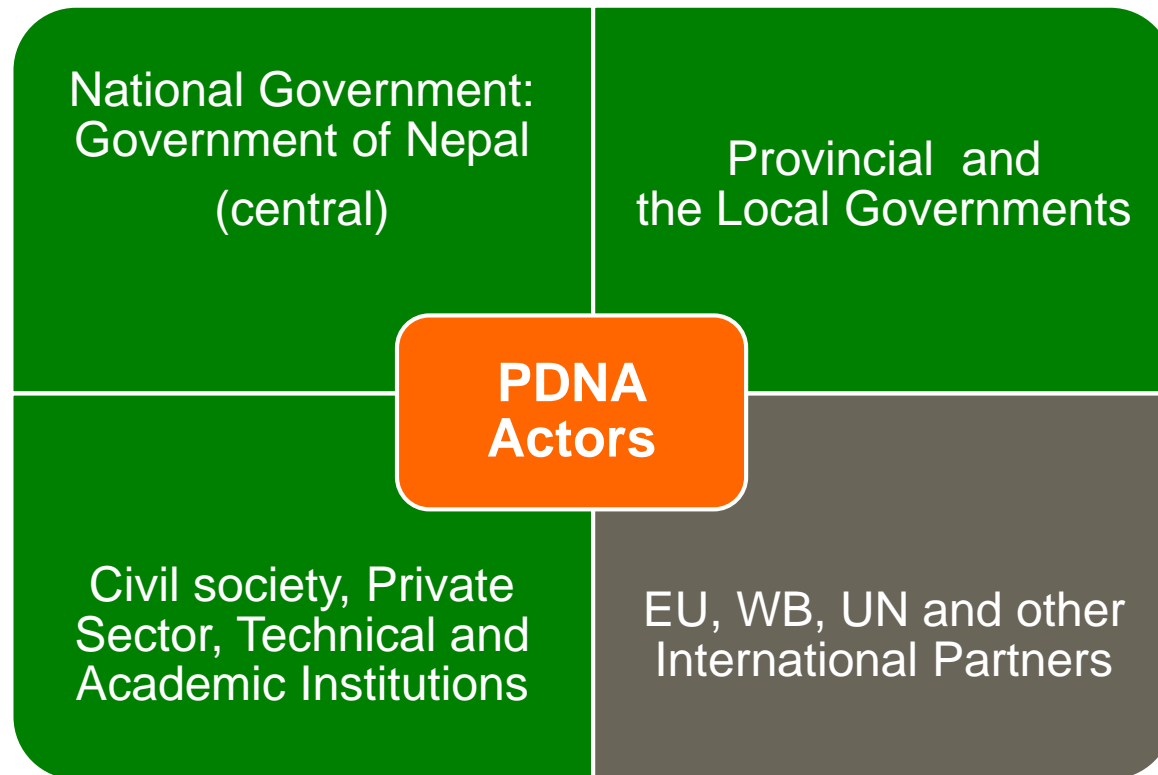 National Government:
Government of Nepal
(central)
Provincial and
the Local Governments
PDNA
Actors
Civil society, Private
Sector, Technical and
Academic Institutions
EU, WB, UN and other
International Partners